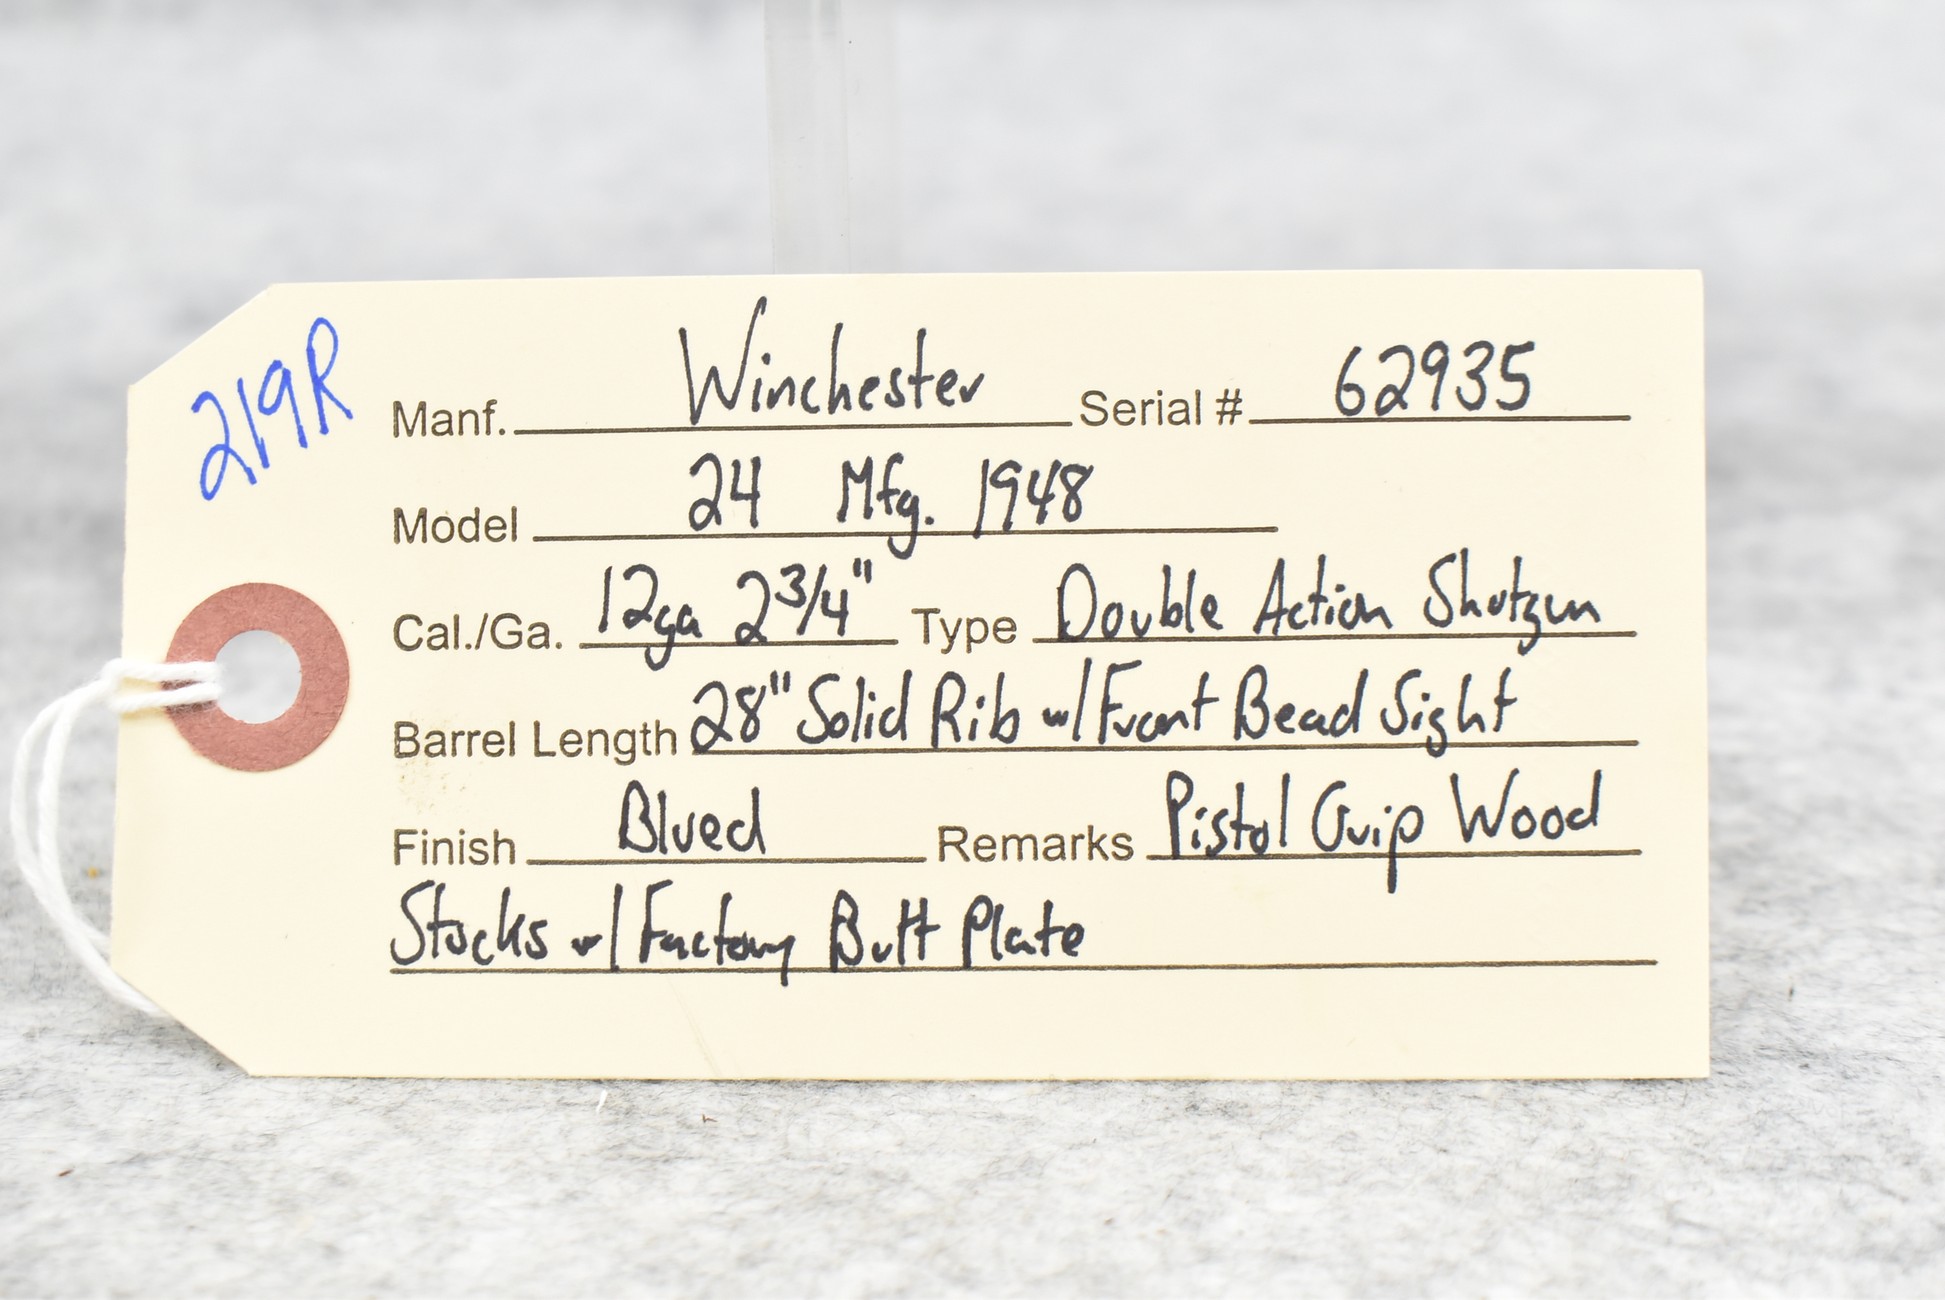 219R
Manf. Winchester Serial # 62935
Model 24 Mfg. 1948
Cal./Ga. 12ga 2 3/4" Type Double Action Shotgun
Barrel Length 28" Solid Rib w/ Front Bead Sight
Finish Blued Remarks Pistol Grip Wood
Stocks w/ Factory Butt Plate